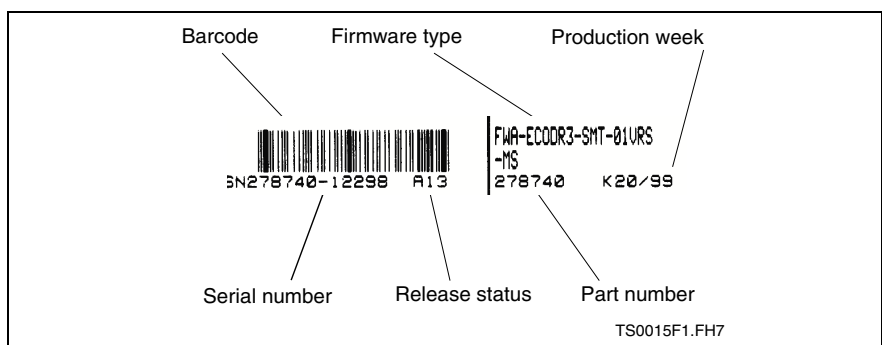 Barcode Firmware type Production week
FWA-ECODR3-SMT-01VRS
-MS
SN278740-12298 A13 278740 K20/99
Serial number Release status Part number
TS0015F1.FH7